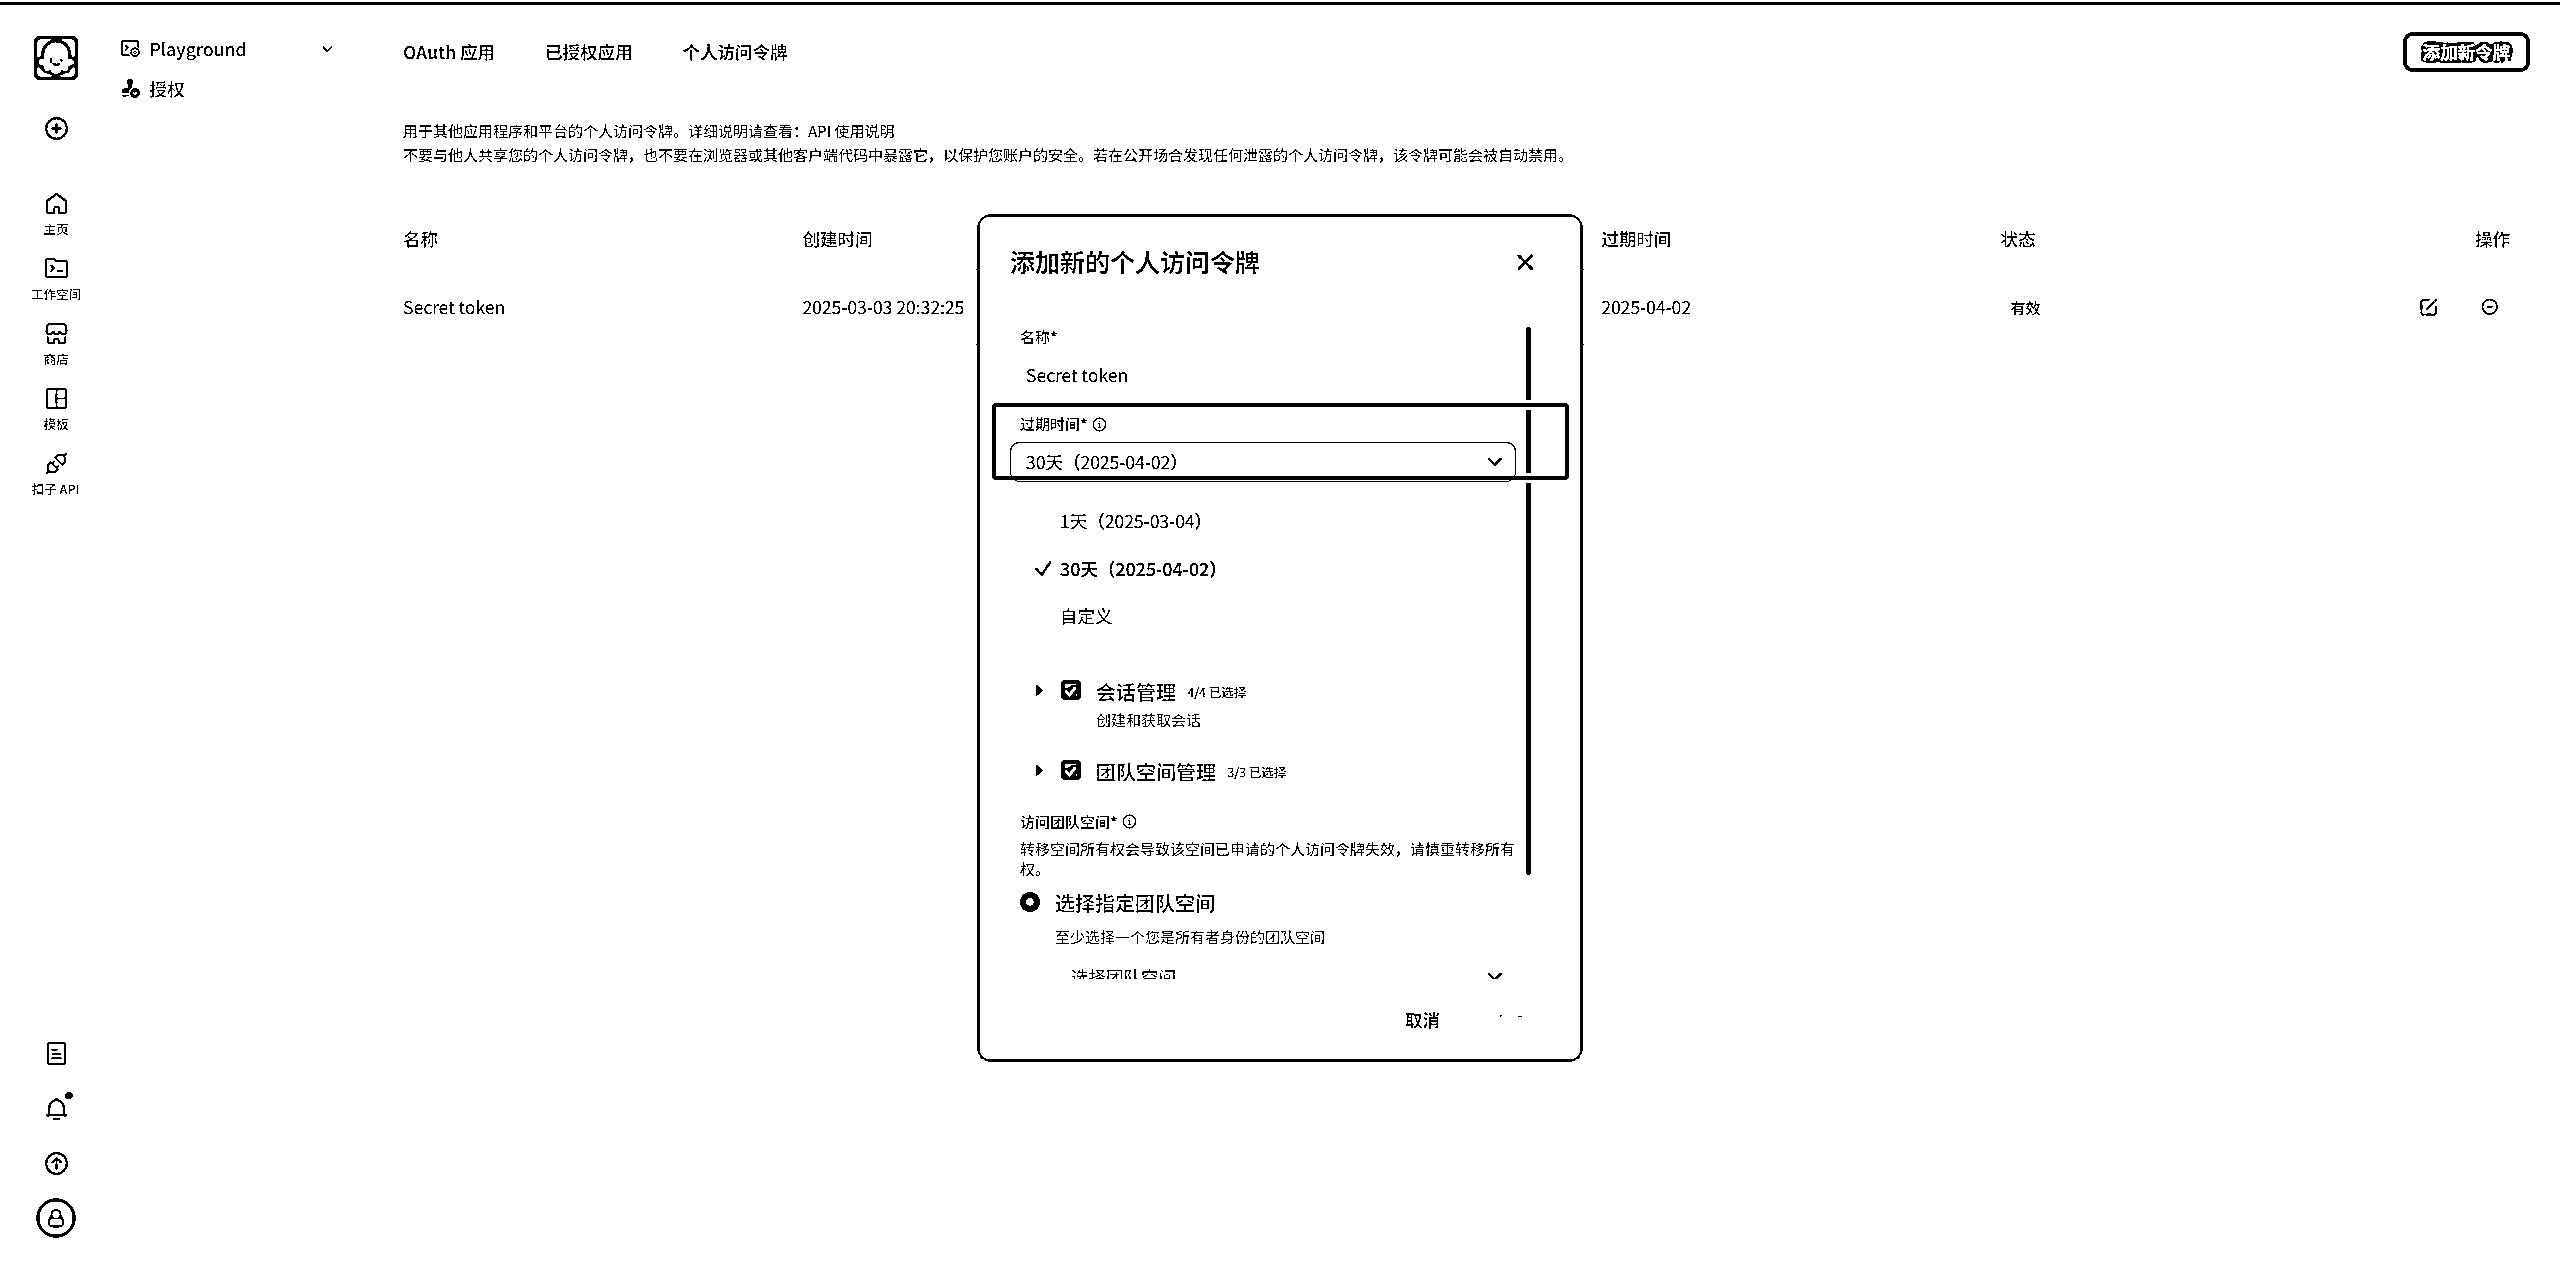 Playground
授权
OAuth 应用
已授权应用
个人访问令牌
添加新令牌
用于其他应用程序和平台的个人访问令牌。详细说明请查看：API 使用说明
不要与他人共享您的个人访问令牌，也不要在浏览器或其他客户端代码中暴露它，以保护您账户的安全。若在公开场合发现任何泄露的个人访问令牌，该令牌可能会被自动禁用。
主页
工作空间
商店
模板
扣子 API
名称
创建时间
过期时间
状态
操作
Secret token
2025-03-03 20:32:25
2025-04-02
有效
添加新的个人访问令牌
名称*
Secret token
过期时间*
30天（2025-04-02）
1天（2025-03-04）
30天（2025-04-02）
自定义
会话管理 4/4 已选择
创建和获取会话
团队空间管理 3/3 已选择
访问团队空间*
转移空间所有权会导致该空间已申请的个人访问令牌失效，请慎重转移所有
权。
选择指定团队空间
至少选择一个您是所有者身份的团队空间
选择团队空间
取消